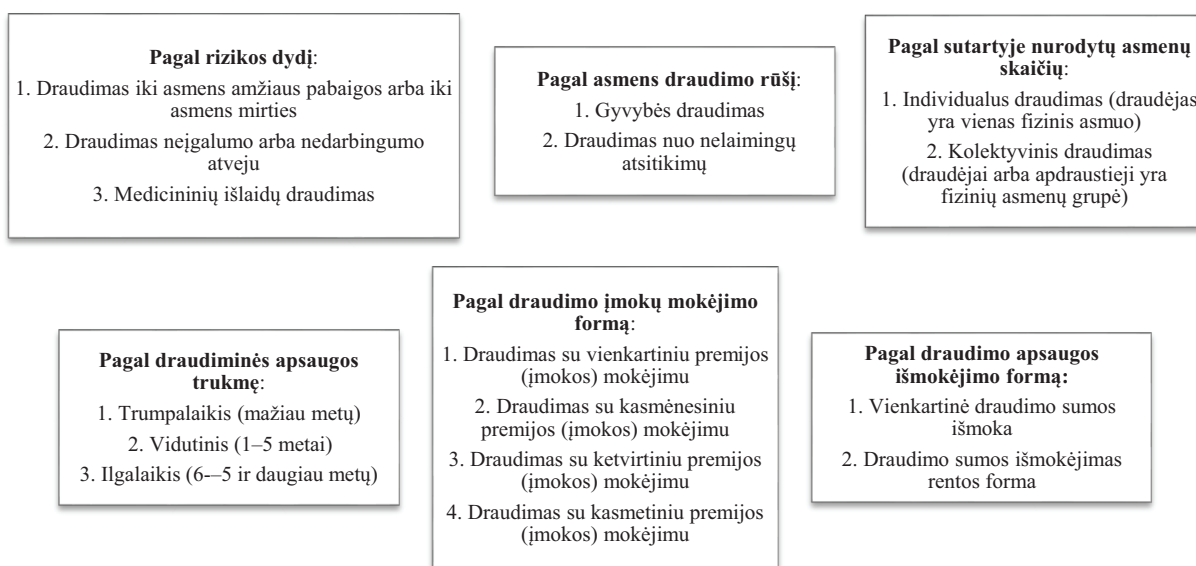 Pagal rizikos dydį:
1. Draudimas iki asmens amžiaus pabaigos arba iki
asmens mirties
2. Draudimas neįgalumo arba nedarbingumo
atveju
3. Medicininių išlaidų draudimas
Pagal asmens draudimo rūšį:
1. Gyvybės draudimas
2. Draudimas nuo nelaimingų
atsitikimų
Pagal sutartyje nurodytų asmenų
skaičių:
1. Individualus draudimas (draudėjas
yra vienas fizinis asmuo)
2. Kolektyvinis draudimas
(draudėjai arba apdraustieji yra
fizinių asmenų grupė)
Pagal draudiminės apsaugos
trukmę:
1. Trumpalaikis (mažiau metų)
2. Vidutinis (1–5 metai)
3. Ilgalaikis (6-–5 ir daugiau metų)
Pagal draudimo įmokų mokėjimo
formą:
1. Draudimas su vienkartiniu premijos
(įmokos) mokėjimu
2. Draudimas su kasmėnesiniu
premijos (įmokos) mokėjimu
3. Draudimas su ketvirtiniu premijos
(įmokos) mokėjimu
4. Draudimas su kasmetiniu premijos
(įmokos) mokėjimu
Pagal draudimo apsaugos
išmokėjimo formą:
1. Vienkartinė draudimo sumos
išmoka
2. Draudimo sumos išmokėjimas
rentos forma